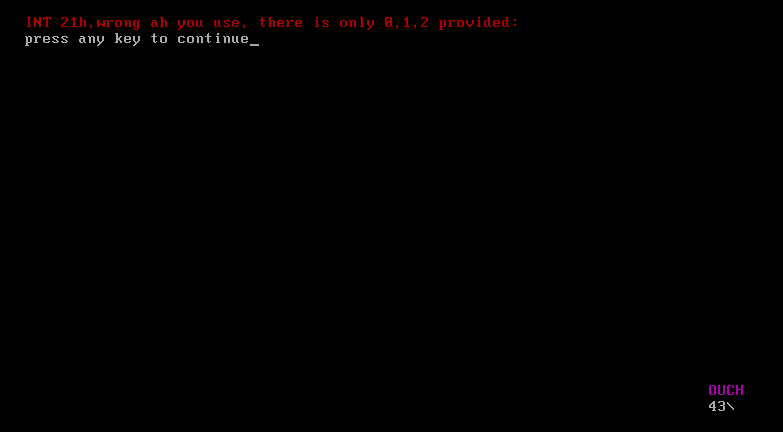 INT 21h,wrong ah you use, there is only 0,1,2 provided:
press any key to continue_
OUCH
43\